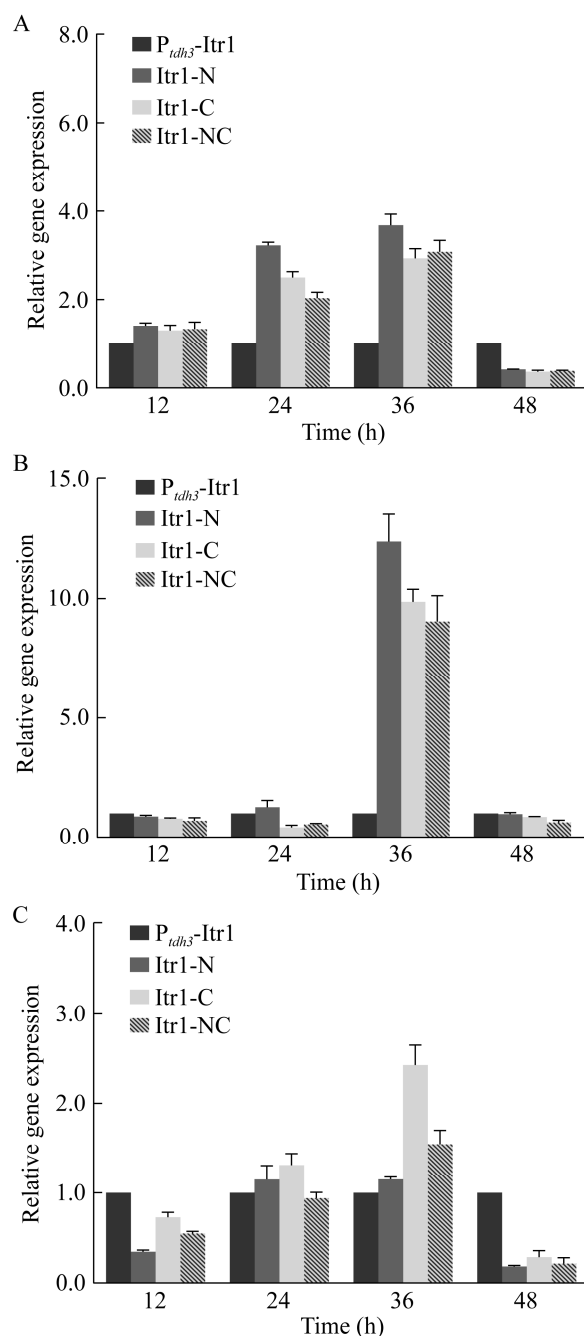 A
8.0
6.0
4.0
2.0
0.0
Relative gene expression
P_tdh3-Itr1
Itr1-N
Itr1-C
Itr1-NC
12 24 36 48
Time (h)
B
15.0
10.0
5.0
0.0
Relative gene expression
P_tdh3-Itr1
Itr1-N
Itr1-C
Itr1-NC
12 24 36 48
Time (h)
C
4.0
3.0
2.0
1.0
0.0
Relative gene expression
P_tdh3-Itr1
Itr1-N
Itr1-C
Itr1-NC
12 24 36 48
Time (h)